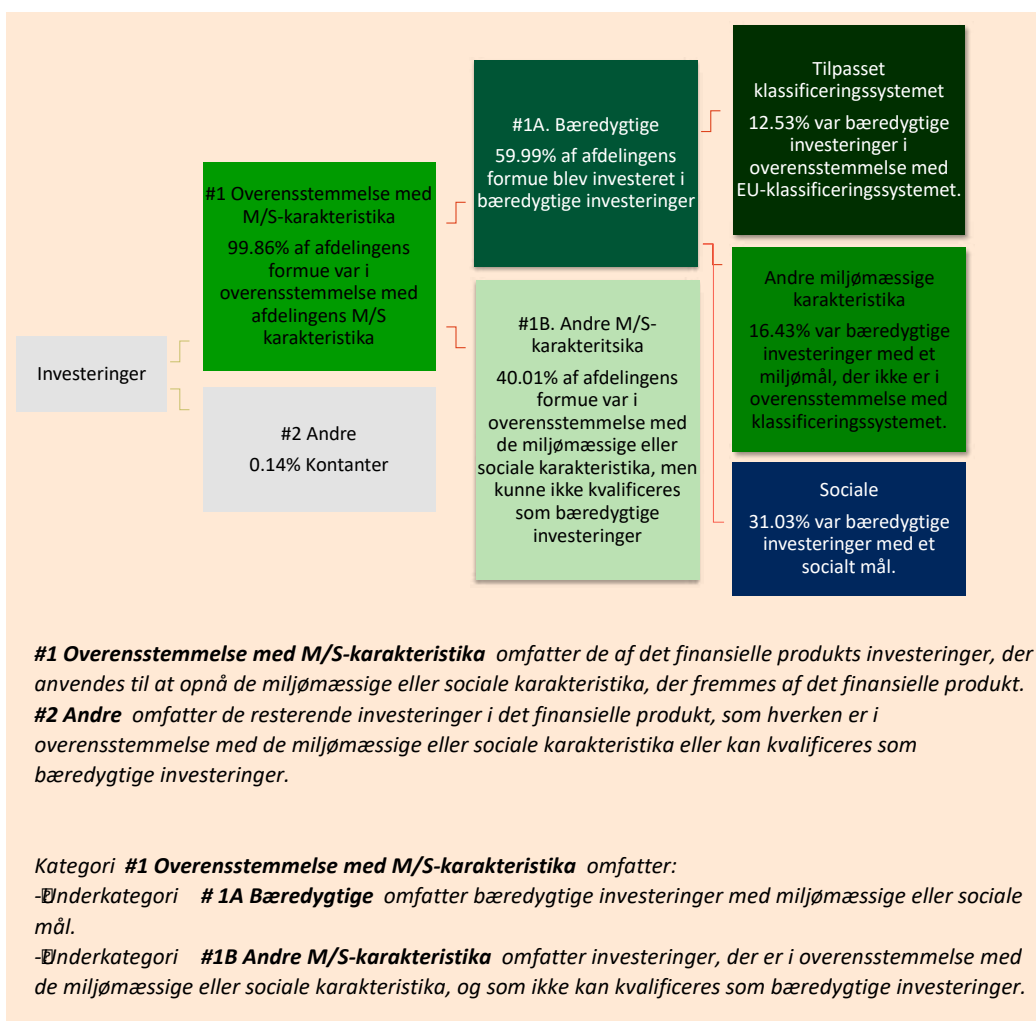 Investeringer
#1 Overensstemmelse med
M/S-karakteristika
99.86% af afdelingens
formue var i
overensstemmelse med
afdelingens M/S
karakteristika
#2 Andre
0.14% Kontanter
#1A. Bæredygtige
59.99% af afdelingens
formue blev investeret i
bæredygtige investeringer
#1B. Andre M/S-
karakteritsika
40.01% af afdelingens
formue var i
overensstemmelse med
de miljømæssige eller
sociale karakteristika, men
kunne ikke kvalificeres
som bæredygtige
investeringer
Tilpasset
klassificeringssystemet
12.53% var bæredygtige
investeringer i
overensstemmelse med
EU-klassificeringssystemet.
Andre miljømæssige
karakteristika
16.43% var bæredygtige
investeringer med et
miljømål, der ikke er i
overensstemmelse med
klassificeringssystemet.
Sociale
31.03% var bæredygtige
investeringer med et
socialt mål.
#1 Overensstemmelse med M/S-karakteristika omfatter de af det finansielle produkts investeringer, der
anvendes til at opnå de miljømæssige eller sociale karakteristika, der fremmes af det finansielle produkt.
#2 Andre omfatter de resterende investeringer i det finansielle produkt, som hverken er i
overensstemmelse med de miljømæssige eller sociale karakteristika eller kan kvalificeres som
bæredygtige investeringer.
Kategori #1 Overensstemmelse med M/S-karakteristika omfatter:
- Underkategori # 1A Bæredygtige omfatter bæredygtige investeringer med miljømæssige eller sociale
mål.
- Underkategori #1B Andre M/S-karakteristika omfatter investeringer, der er i overensstemmelse med
de miljømæssige eller sociale karakteristika, og som ikke kan kvalificeres som bæredygtige investeringer.